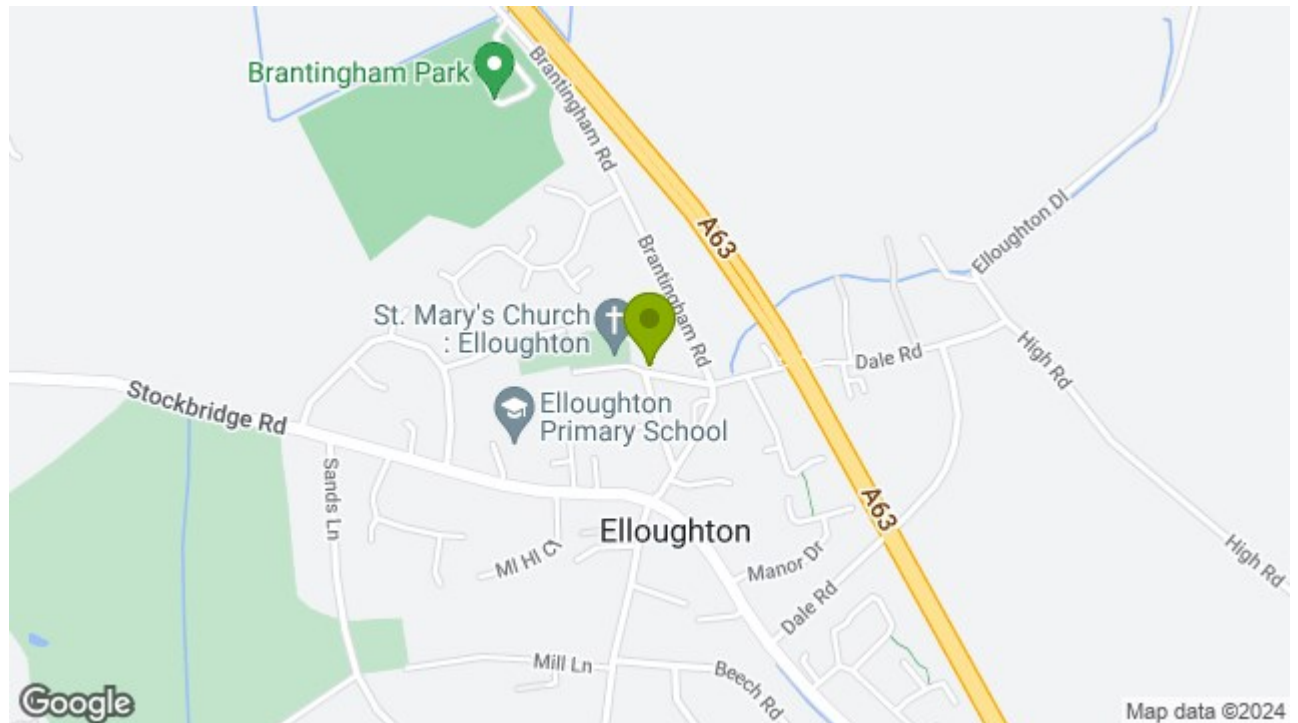 Brantingham Park
Brantingham Rd
Brantingham Rd
A63
Elloughton Dl
St. Mary's Church
: Elloughton
Dale Rd
High Rd
Stockbridge Rd
Elloughton
Primary School
Sands Ln
A63
Elloughton
Ml Hl C
Manor Dr
High Rd
Dale Rd
Mill Ln
Beech Rd
Google
Map data ©2024